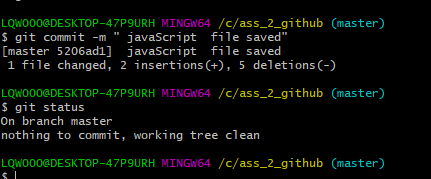 LQWOOO@DESKTOP-47P9URH MINGW64 /c/ass_2_github (master)
$ git commit -m " javaScript  file saved"
[master 5206ad1]  javaScript  file saved
 1 file changed, 2 insertions(+), 5 deletions(-)
LQWOOO@DESKTOP-47P9URH MINGW64 /c/ass_2_github (master)
$ git status
On branch master
nothing to commit, working tree clean
LQWOOO@DESKTOP-47P9URH MINGW64 /c/ass_2_github (master)
$